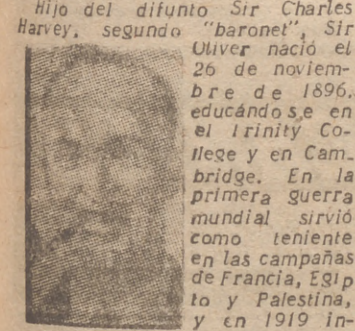 Hijo del difunto Sir Charles
Harvey, segundo "baronet", Sir
Oliver nació el
26 de noviem-
bre de 1896,
educándose en
el Trinity Co-
llege y en Cam-
bridge. En la
primera guerra
mundial sirvió
como teniente
en las campañas
de Francia, Egip
to y Palestina,
y en 1919 in-